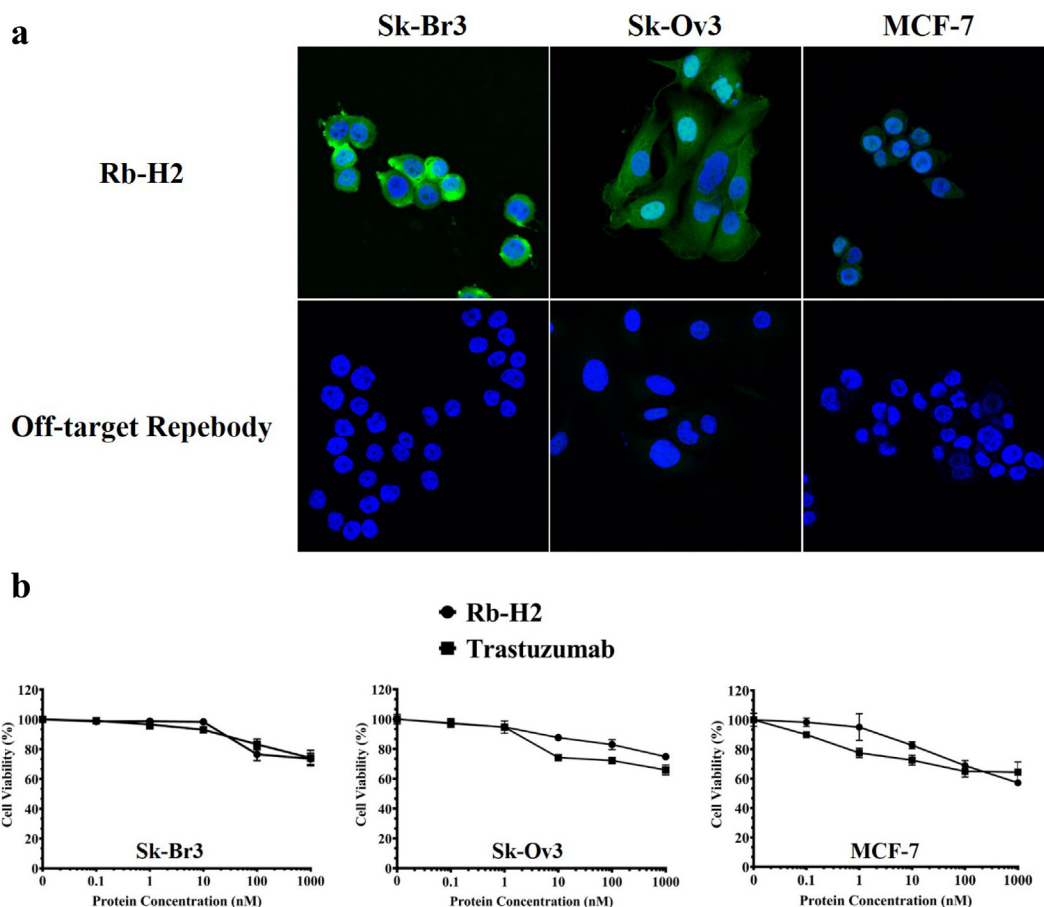 a
Sk-Br3 Sk-Ov3 MCF-7
Rb-H2
Off-target Repebody
b
Rb-H2
Trastuzumab
Cell Viability (%)
120
100
80
60
40
20
0
Sk-Br3
0 0.1 1 10 100 1000
Protein Concentration (nM)
Cell Viability (%)
120
100
80
60
40
20
0
Sk-Ov3
0 0.1 1 10 100 1000
Protein Concentration (nM)
Cell Viability (%)
120
100
80
60
40
20
0
MCF-7
0 0.1 1 10 100 1000
Protein Concentration (nM)